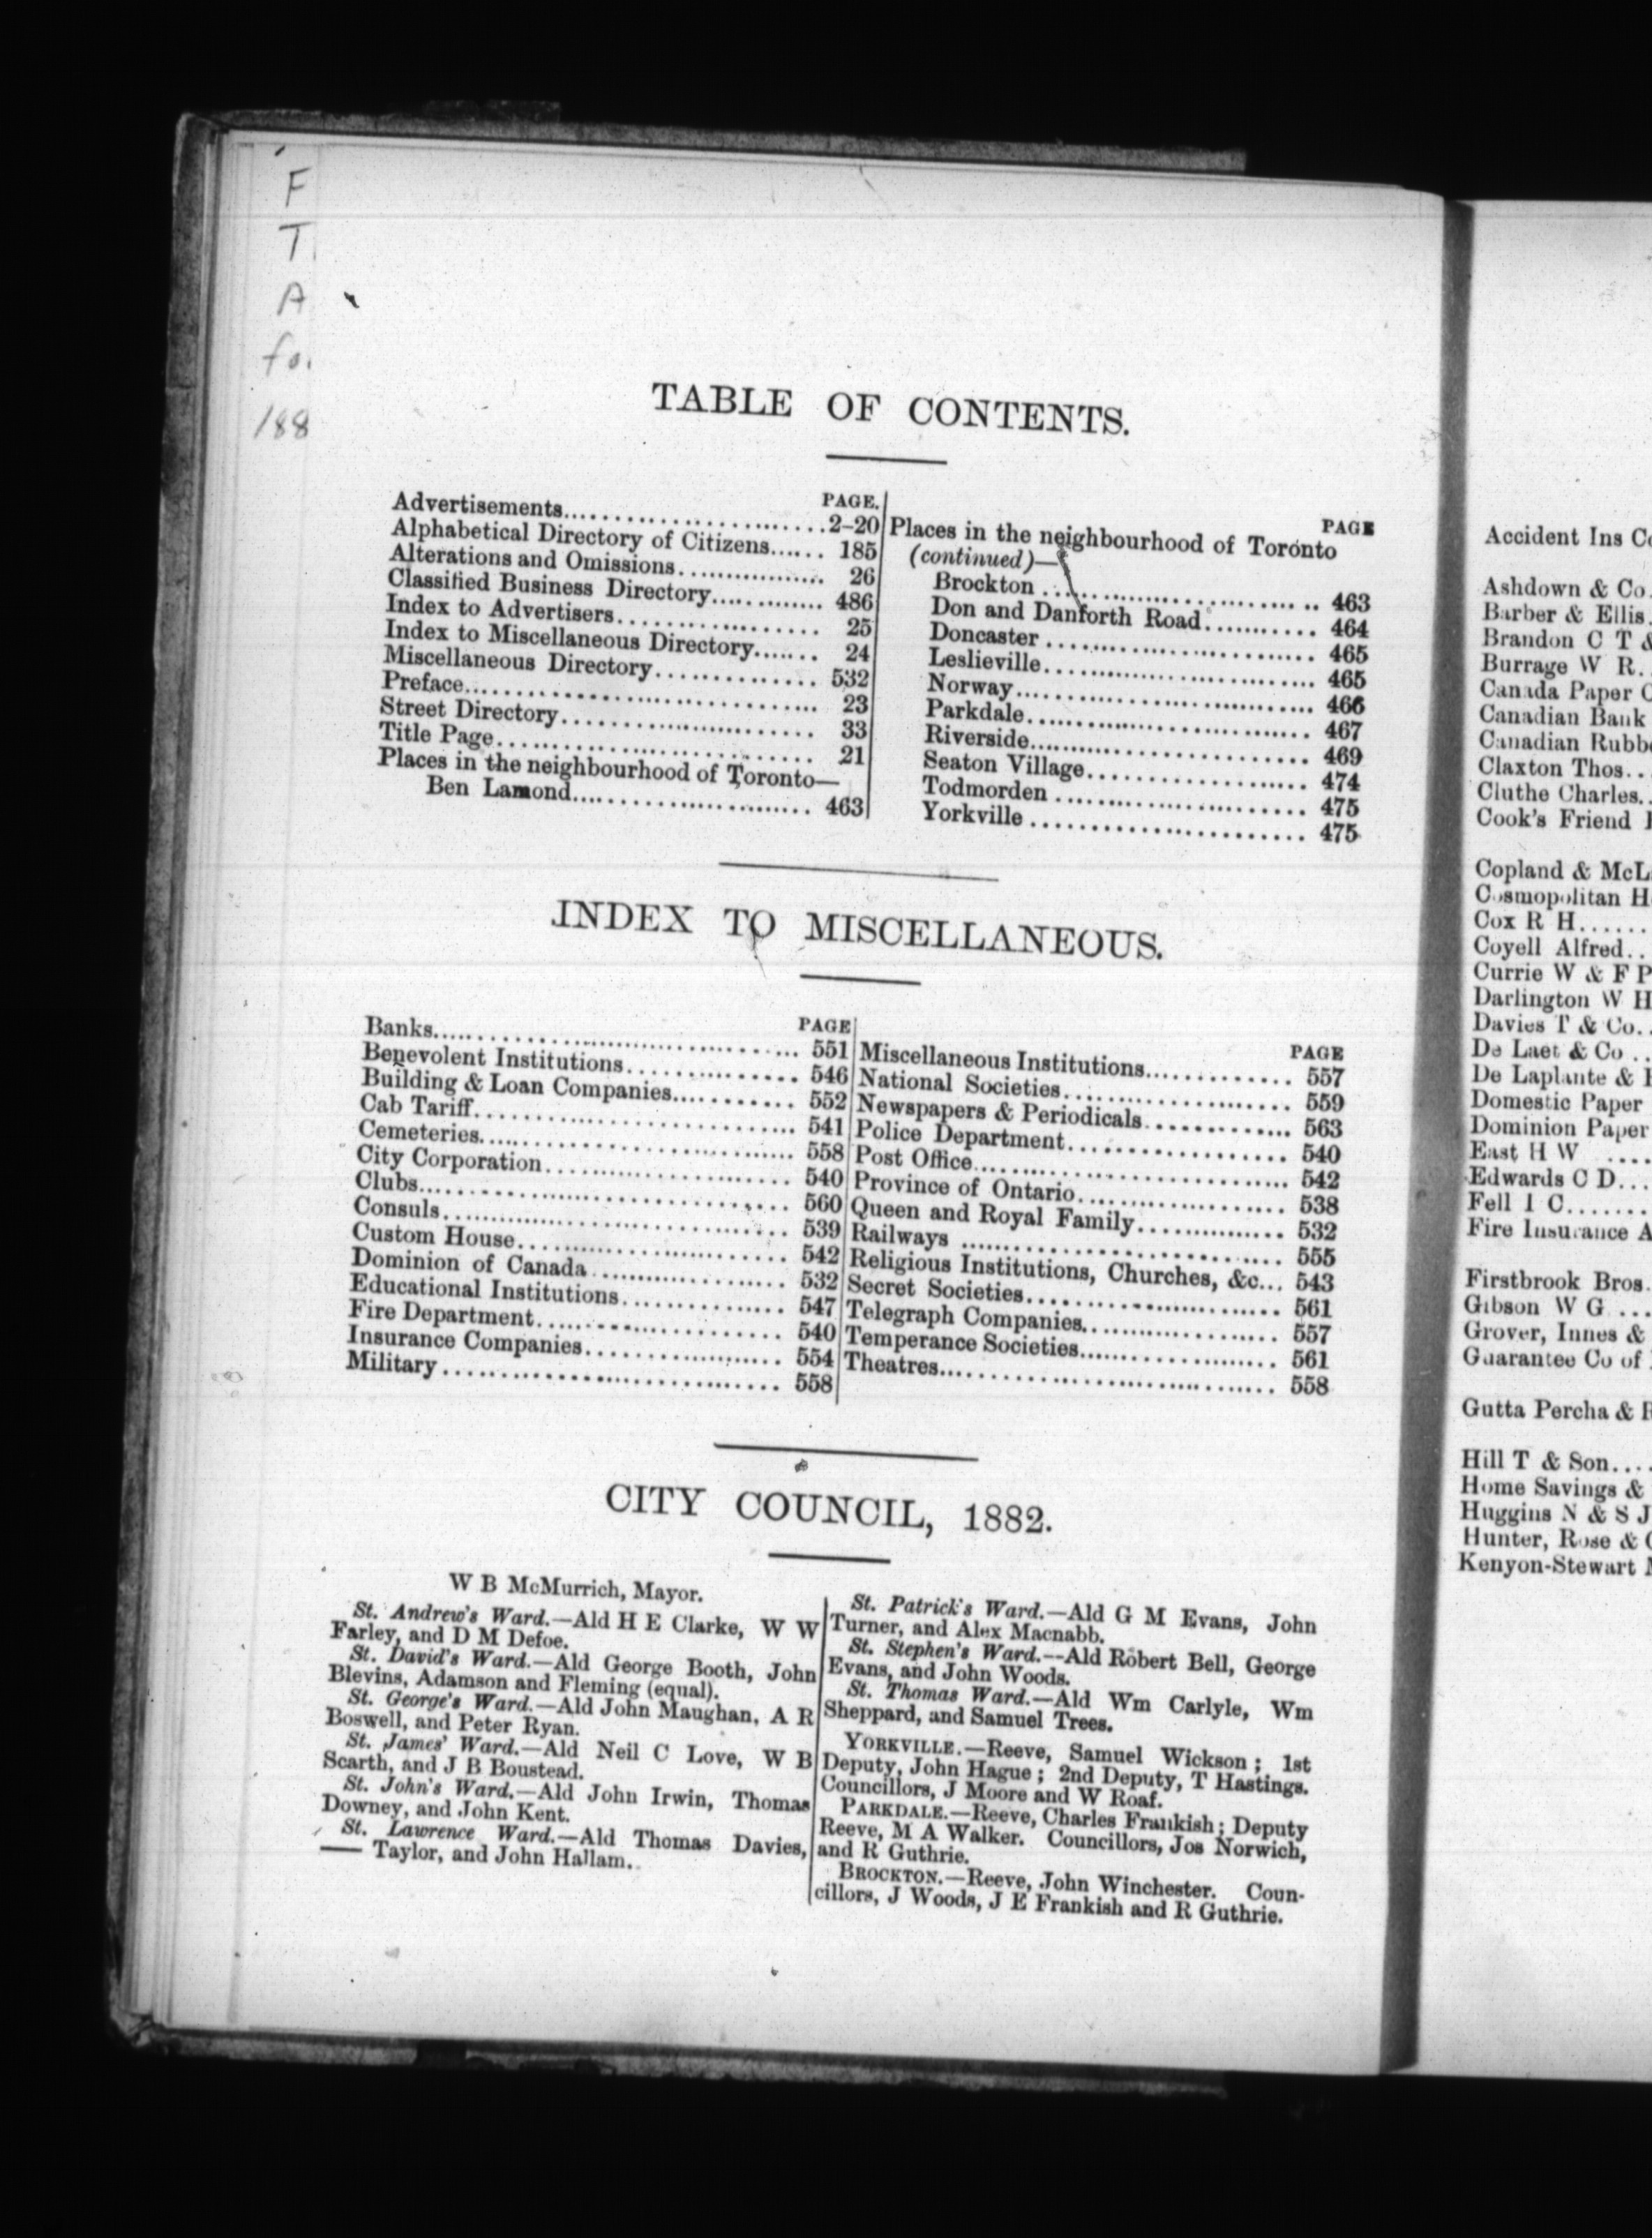 F
T
A
fo.
188
TABLE OF CONTENTS.
PAGE.
Advertisements 2-20
Alphabetical Directory of Citizens 185
Alterations and Omissions 26
Classified Business Directory 486
Index to Advertisers 25
Index to Miscellaneous Directory 24
Miscellaneous Directory 532
Preface 23
Street Directory 33
Title Page 21
Places in the neighbourhood of Toronto—
Ben Lamond 463
PAGE
Places in the neighbourhood of Toronto
(continued)—
Brockton 463
Don and Danforth Road 464
Doncaster 465
Leslieville 465
Norway 466
Parkdale 467
Riverside 469
Seaton Village 474
Todmorden 475
Yorkville 475
INDEX TO MISCELLANEOUS.
PAGE
Banks 551
Benevolent Institutions 546
Building & Loan Companies 552
Cab Tariff 541
Cemeteries 558
City Corporation 540
Clubs 560
Consuls 539
Custom House 542
Dominion of Canada 532
Educational Institutions 547
Fire Department 540
Insurance Companies 554
Military 558
PAGE
Miscellaneous Institutions 557
National Societies 559
Newspapers & Periodicals 563
Police Department 540
Post Office 542
Province of Ontario 538
Queen and Royal Family 532
Railways 555
Religious Institutions, Churches, &c... 543
Secret Societies 561
Telegraph Companies 557
Temperance Societies 561
Theatres 558
CITY COUNCIL, 1882.
W B McMurrich, Mayor.
St. Andrew's Ward.—Ald H E Clarke, W W
Farley, and D M Defoe.
St. David's Ward.—Ald George Booth, John
Blevins, Adamson and Fleming (equal).
St. George's Ward.—Ald John Maughan, A R
Boswell, and Peter Ryan.
St. James' Ward.—Ald Neil C Love, W B
Scarth, and J B Boustead.
St. John's Ward.—Ald John Irwin, Thomas
Downey, and John Kent.
St. Lawrence Ward.—Ald Thomas Davies,
—— Taylor, and John Hallam.
St. Patrick's Ward.—Ald G M Evans, John
Turner, and Alex Macnabb.
St. Stephen's Ward.--Ald Robert Bell, George
Evans, and John Woods.
St. Thomas Ward.—Ald Wm Carlyle, Wm
Sheppard, and Samuel Trees.
YORKVILLE.—Reeve, Samuel Wickson; 1st
Deputy, John Hague; 2nd Deputy, T Hastings.
Councillors, J Moore and W Roaf.
PARKDALE.—Reeve, Charles Frankish; Deputy
Reeve, M A Walker. Councillors, Jos Norwich,
and R Guthrie.
BROCKTON.—Reeve, John Winchester. Coun-
cillors, J Woods, J E Frankish and R Guthrie.
Accident Ins Co
Ashdown & Co.
Barber & Ellis.
Brandon C T &
Burrage W R..
Canada Paper C
Canadian Bank
Canadian Rubbe
Claxton Thos...
Cluthe Charles..
Cook's Friend
Copland & McL
Cosmopolitan H
Cox R H......
Coyell Alfred..
Currie W & F P
Darlington W H
Davies T & Co..
De Laet & Co ..
De Laplante &
Domestic Paper
Dominion Paper
East H W ....
Edwards C D...
Fell I C.......
Fire Insurance A
Firstbrook Bros.
Gibson W G ...
Grover, Innes &
Guarantee Co of
Gutta Percha & R
Hill T & Son....
Home Savings &
Huggins N & S J
Hunter, Rose & C
Kenyon-Stewart